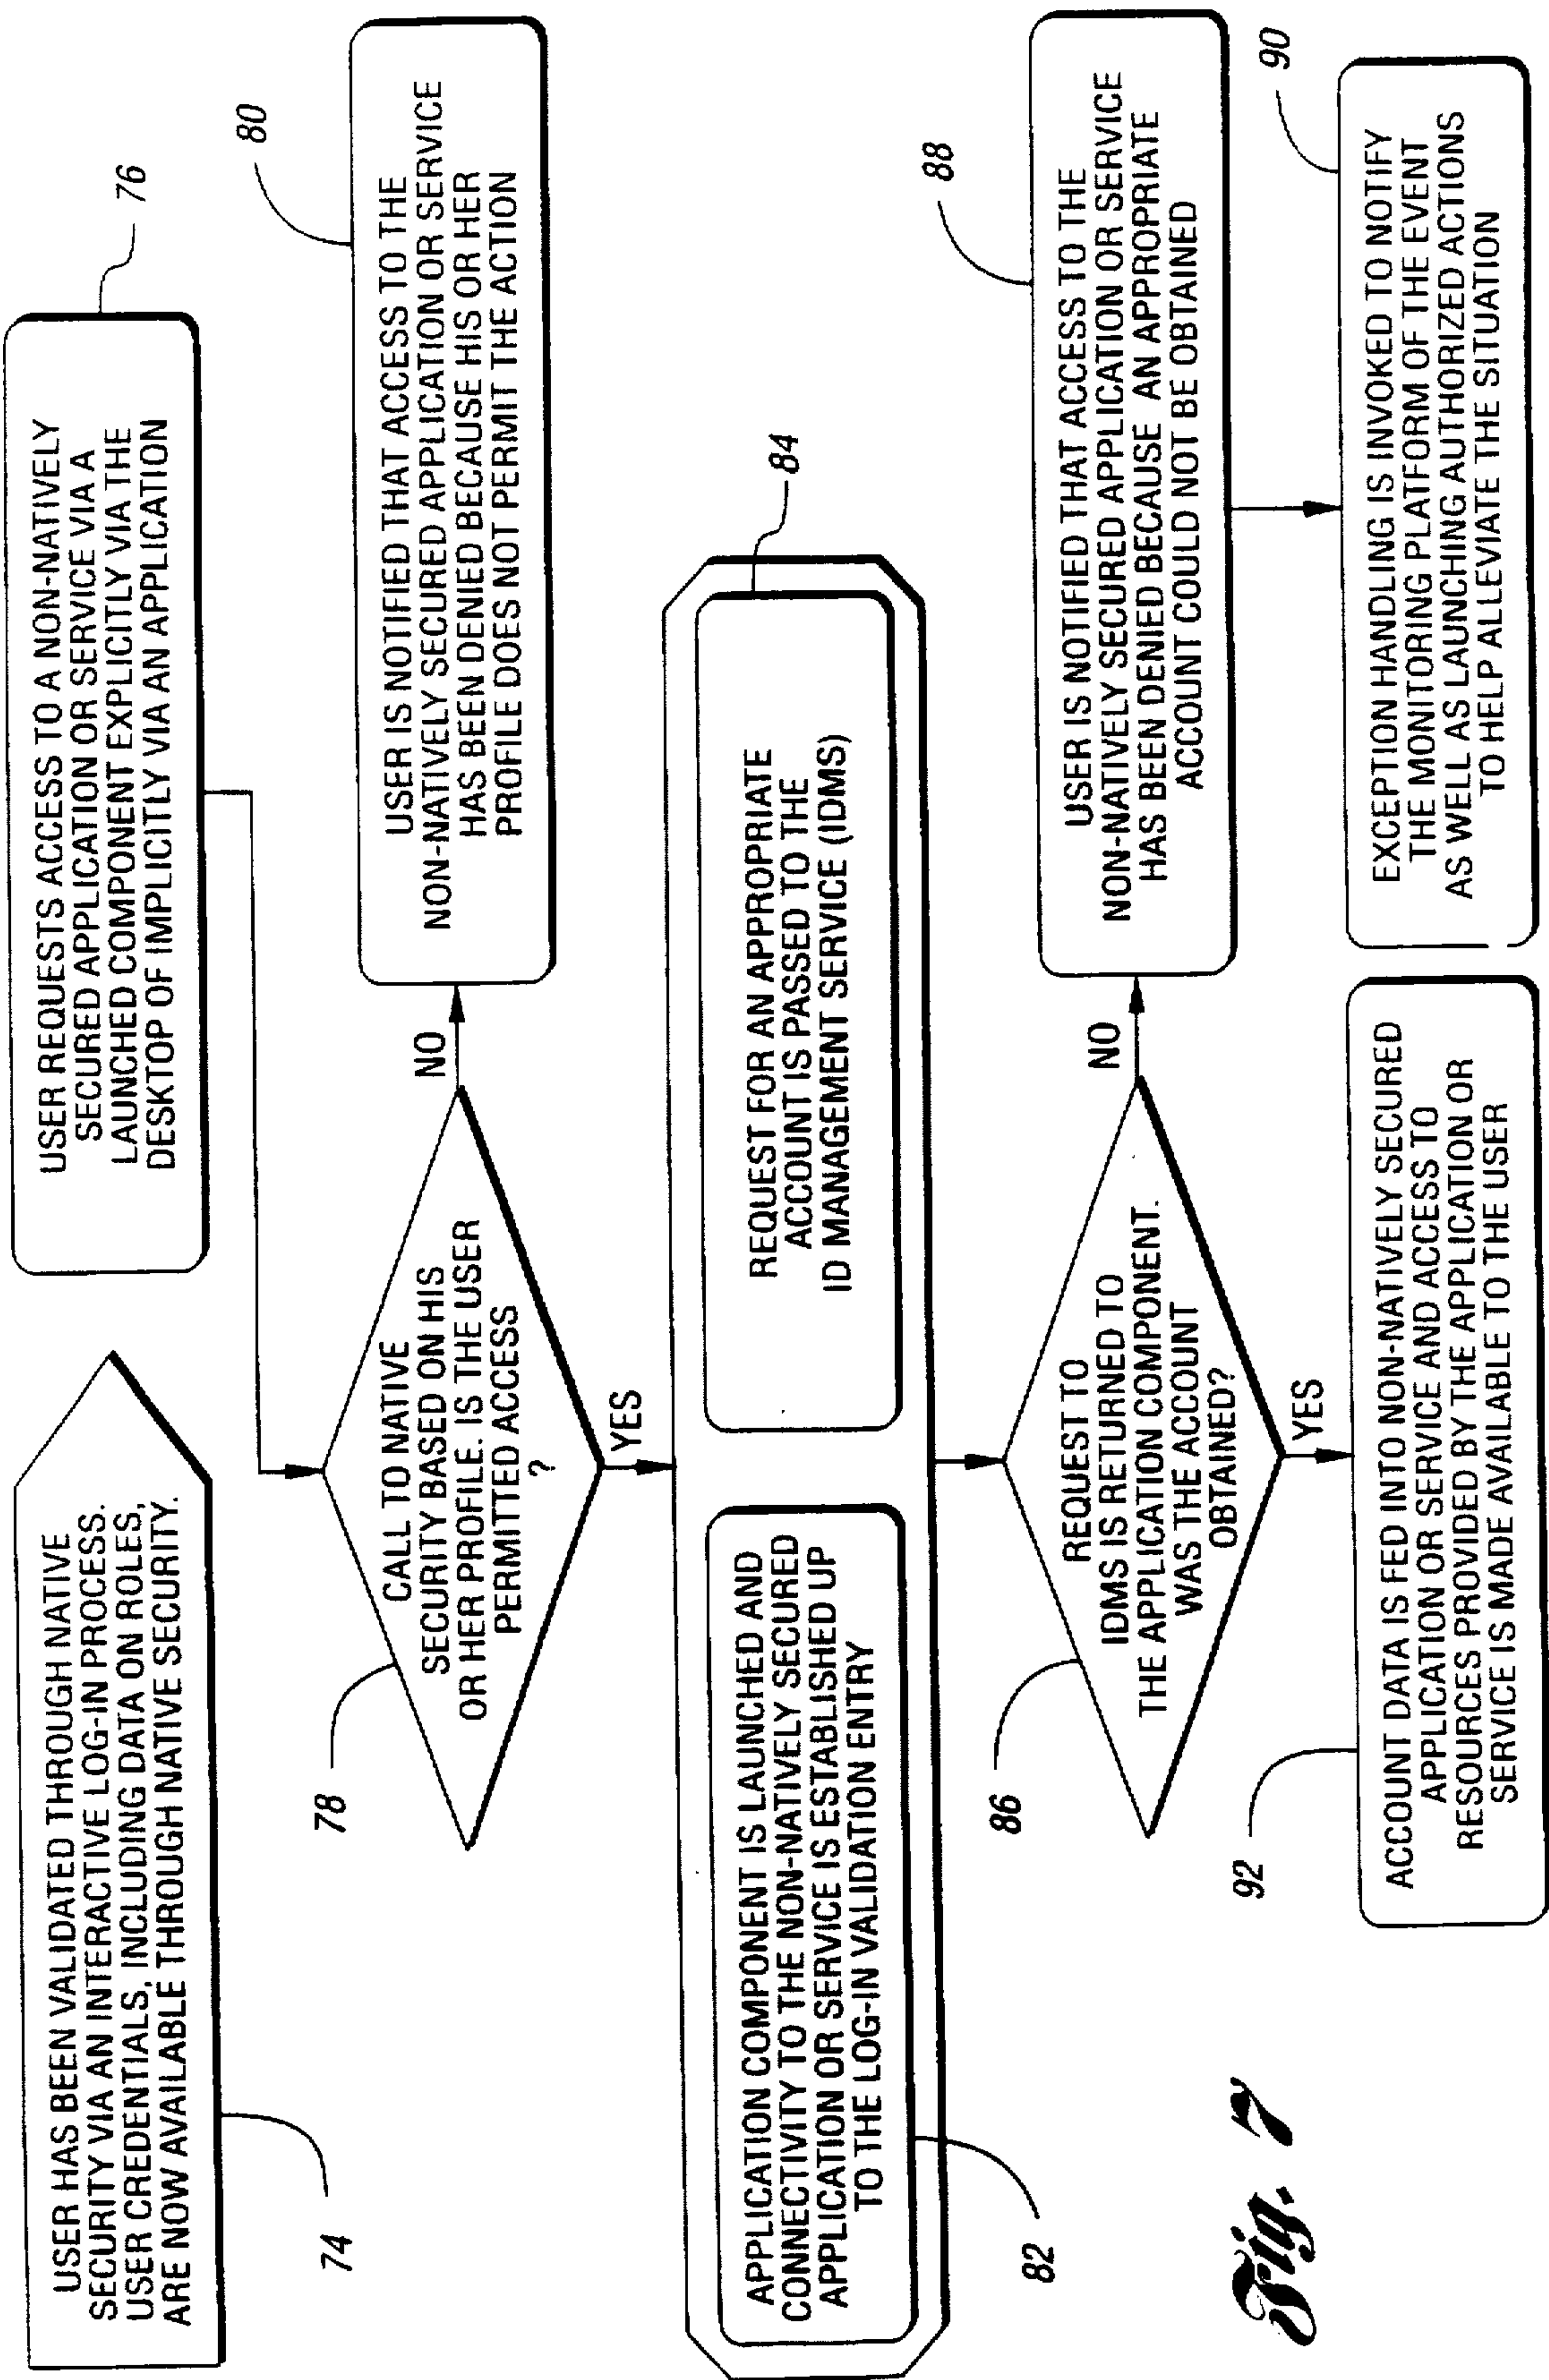 USER HAS BEEN VALIDATED THROUGH NATIVE
SECURITY VIA AN INTERACTIVE LOG-IN PROCESS.
USER CREDENTIALS, INCLUDING DATA ON ROLES,
ARE NOW AVAILABLE THROUGH NATIVE SECURITY.
74
USER REQUESTS ACCESS TO A NON-NATIVELY
SECURED APPLICATION OR SERVICE VIA A
LAUNCHED COMPONENT EXPLICITLY VIA THE
DESKTOP OF IMPLICITLY VIA AN APPLICATION
76
CALL TO NATIVE
SECURITY BASED ON HIS
OR HER PROFILE. IS THE USER
PERMITTED ACCESS
?
78
NO
YES
USER IS NOTIFIED THAT ACCESS TO THE
NON-NATIVELY SECURED APPLICATION OR SERVICE
HAS BEEN DENIED BECAUSE HIS OR HER
PROFILE DOES NOT PERMIT THE ACTION
80
APPLICATION COMPONENT IS LAUNCHED AND
CONNECTIVITY TO THE NON-NATIVELY SECURED
APPLICATION OR SERVICE IS ESTABLISHED UP
TO THE LOG-IN VALIDATION ENTRY
82
REQUEST FOR AN APPROPRIATE
ACCOUNT IS PASSED TO THE
ID MANAGEMENT SERVICE (IDMS)
84
REQUEST TO
IDMS IS RETURNED TO
THE APPLICATION COMPONENT.
WAS THE ACCOUNT
OBTAINED?
86
NO
YES
USER IS NOTIFIED THAT ACCESS TO THE
NON-NATIVELY SECURED APPLICATION OR SERVICE
HAS BEEN DENIED BECAUSE AN APPROPRIATE
ACCOUNT COULD NOT BE OBTAINED
88
ACCOUNT DATA IS FED INTO NON-NATIVELY SECURED
APPLICATION OR SERVICE AND ACCESS TO
RESOURCES PROVIDED BY THE APPLICATION OR
SERVICE IS MADE AVAILABLE TO THE USER
92
EXCEPTION HANDLING IS INVOKED TO NOTIFY
THE MONITORING PLATFORM OF THE EVENT
AS WELL AS LAUNCHING AUTHORIZED ACTIONS
TO HELP ALLEVIATE THE SITUATION
90
Fig. 7